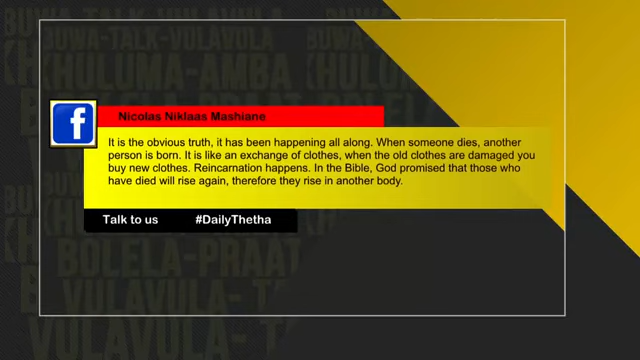 BUWA-TALK-VULAVULA
KHULUMA-AMBA
f
Nicolas Niklaas Mashiane
It is the obvious truth, it has been happening all along. When someone dies, another
person is born. It is like an exchange of clothes, when the old clothes are damaged you
buy new clothes. Reincarnation happens. In the Bible, God promised that those who
have died will rise again, therefore they rise in another body.
Talk to us #DailyThetha
BOLELA-PRAAT
VULAVULA-